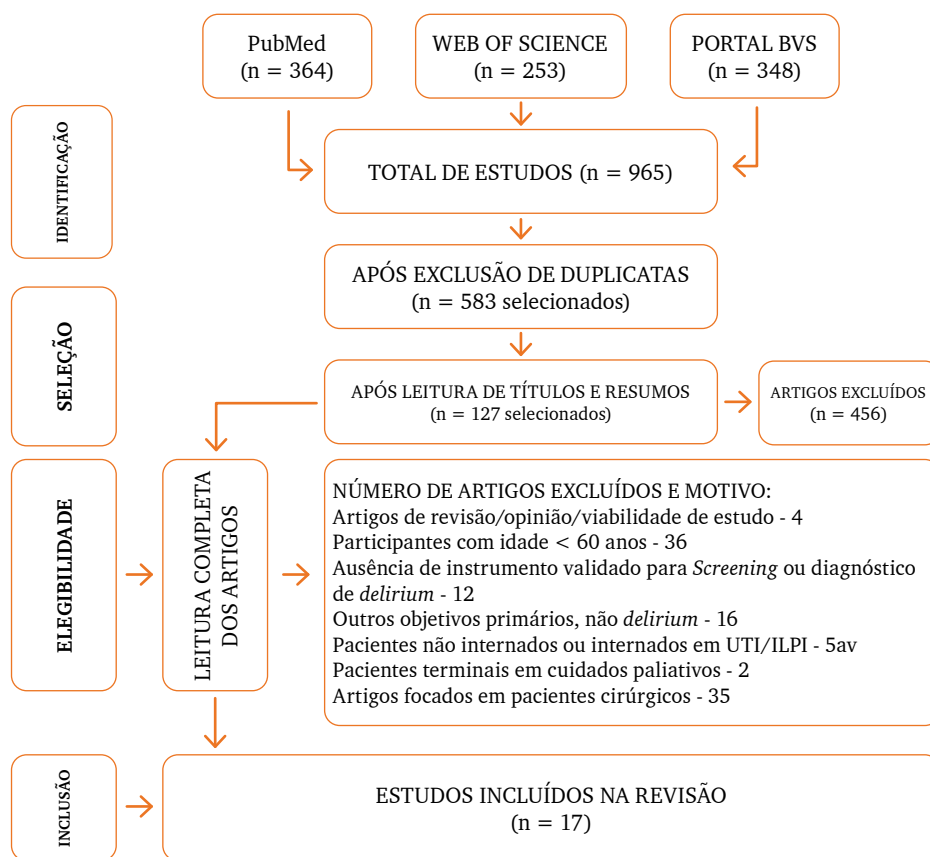 PubMed
(n = 364)
WEB OF SCIENCE
(n = 253)
PORTAL BVS
(n = 348)
IDENTIFICAÇÃO
TOTAL DE ESTUDOS (n = 965)
APÓS EXCLUSÃO DE DUPLICATAS
(n = 583 selecionados)
SELEÇÃO
APÓS LEITURA DE TÍTULOS E RESUMOS
(n = 127 selecionados)
ARTIGOS EXCLUÍDOS
(n = 456)
ELEGIBILIDADE
LEITURA COMPLETA
DOS ARTIGOS
NÚMERO DE ARTIGOS EXCLUÍDOS E MOTIVO:
Artigos de revisão/opinião/viabilidade de estudo - 4
Participantes com idade < 60 anos - 36
Ausência de instrumento validado para Screening ou diagnóstico
de delirium - 12
Outros objetivos primários, não delirium - 16
Pacientes não internados ou internados em UTI/ILPI - 5av
Pacientes terminais em cuidados paliativos - 2
Artigos focados em pacientes cirúrgicos - 35
INCLUSÃO
ESTUDOS INCLUÍDOS NA REVISÃO
(n = 17)